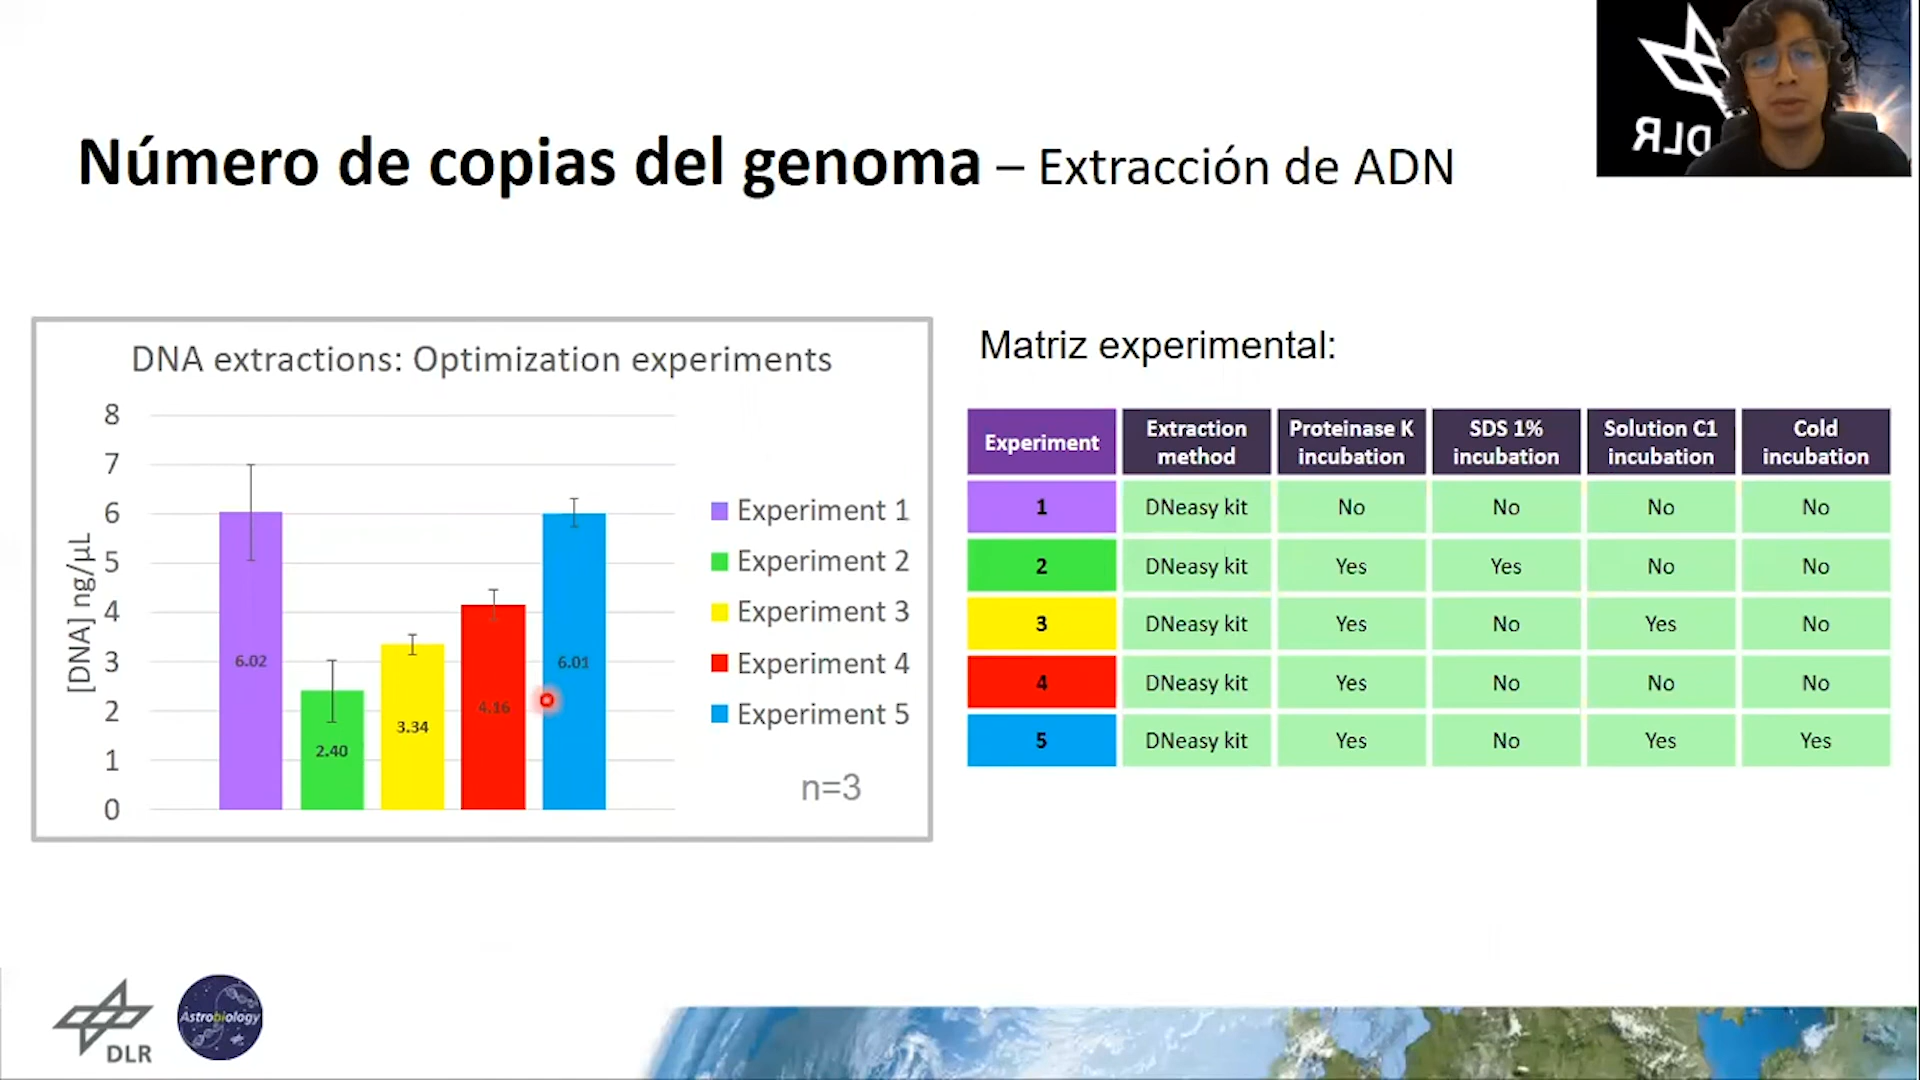 Número de copias del genoma – Extracción de ADN
DLR
DNA extractions: Optimization experiments
8
7
6
5
4
3
2
1
0
[DNA] ng/µL
6.02
2.40
3.34
4.16
6.01
Experiment 1
Experiment 2
Experiment 3
Experiment 4
Experiment 5
n=3
Matriz experimental:
Experiment Extraction method Proteinase K incubation SDS 1% incubation Solution C1 incubation Cold incubation
1 DNeasy kit No No No No
2 DNeasy kit Yes Yes No No
3 DNeasy kit Yes No Yes No
4 DNeasy kit Yes No No No
5 DNeasy kit Yes No Yes Yes
DLR
Astrobiology